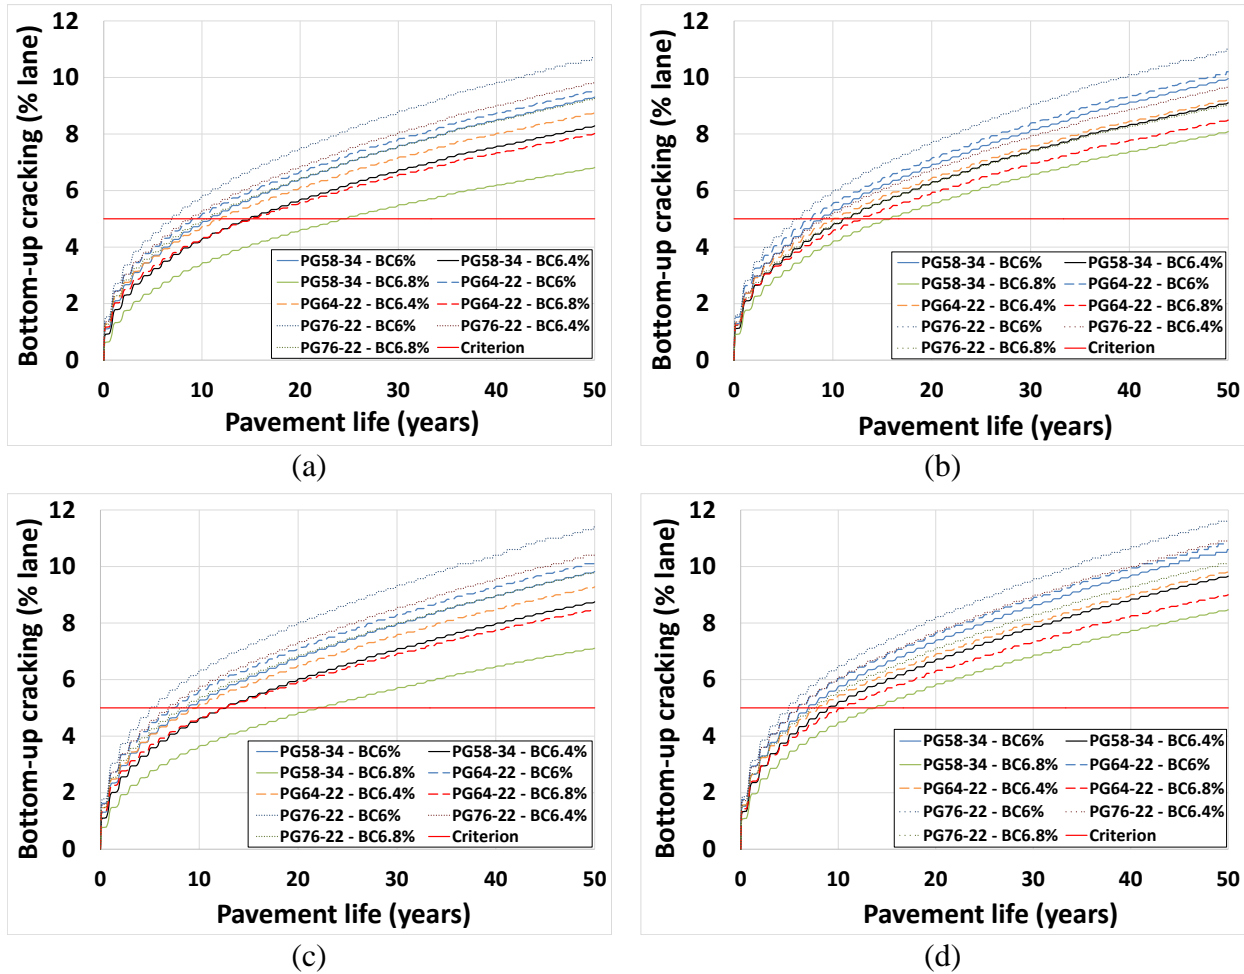 Bottom-up cracking (% lane)
12
10
8
6
4
2
0
PG58-34 - BC6% PG58-34 - BC6.4%
PG58-34 - BC6.8% PG64-22 - BC6%
PG64-22 - BC6.4% PG64-22 - BC6.8%
PG76-22 - BC6% PG76-22 - BC6.4%
PG76-22 - BC6.8% Criterion
0 10 20 30 40 50
Pavement life (years)
(a)
Bottom-up cracking (% lane)
12
10
8
6
4
2
0
PG58-34 - BC6% PG58-34 - BC6.4%
PG58-34 - BC6.8% PG64-22 - BC6%
PG64-22 - BC6.4% PG64-22 - BC6.8%
PG76-22 - BC6% PG76-22 - BC6.4%
PG76-22 - BC6.8% Criterion
0 10 20 30 40 50
Pavement life (years)
(b)
Bottom-up cracking (% lane)
12
10
8
6
4
2
0
PG58-34 - BC6% PG58-34 - BC6.4%
PG58-34 - BC6.8% PG64-22 - BC6%
PG64-22 - BC6.4% PG64-22 - BC6.8%
PG76-22 - BC6% PG76-22 - BC6.4%
PG76-22 - BC6.8% Criterion
0 10 20 30 40 50
Pavement life (years)
(c)
Bottom-up cracking (% lane)
12
10
8
6
4
2
0
PG58-34 - BC6% PG58-34 - BC6.4%
PG58-34 - BC6.8% PG64-22 - BC6%
PG64-22 - BC6.4% PG64-22 - BC6.8%
PG76-22 - BC6% PG76-22 - BC6.4%
PG76-22 - BC6.8% Criterion
0 10 20 30 40 50
Pavement life (years)
(d)